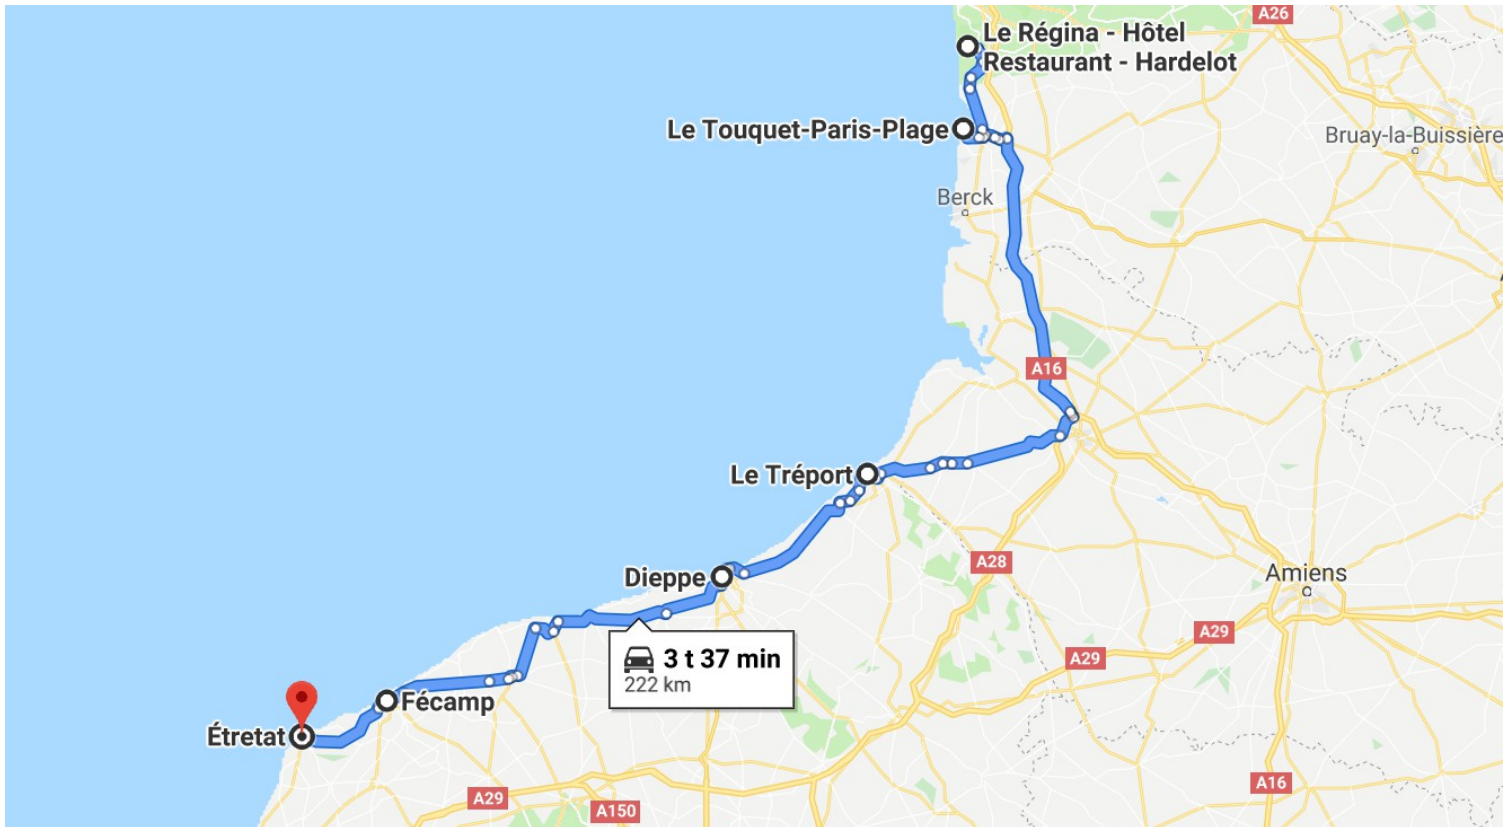 A26
Le Régina - Hôtel
Restaurant - Hardelot
Le Touquet-Paris-Plage
Bruay-la-Buissière
Berck
A16
Le Tréport
A28
Amiens
Dieppe
A29
A29
3 t 37 min
222 km
Fécamp
Étretat
A16
A29
A150